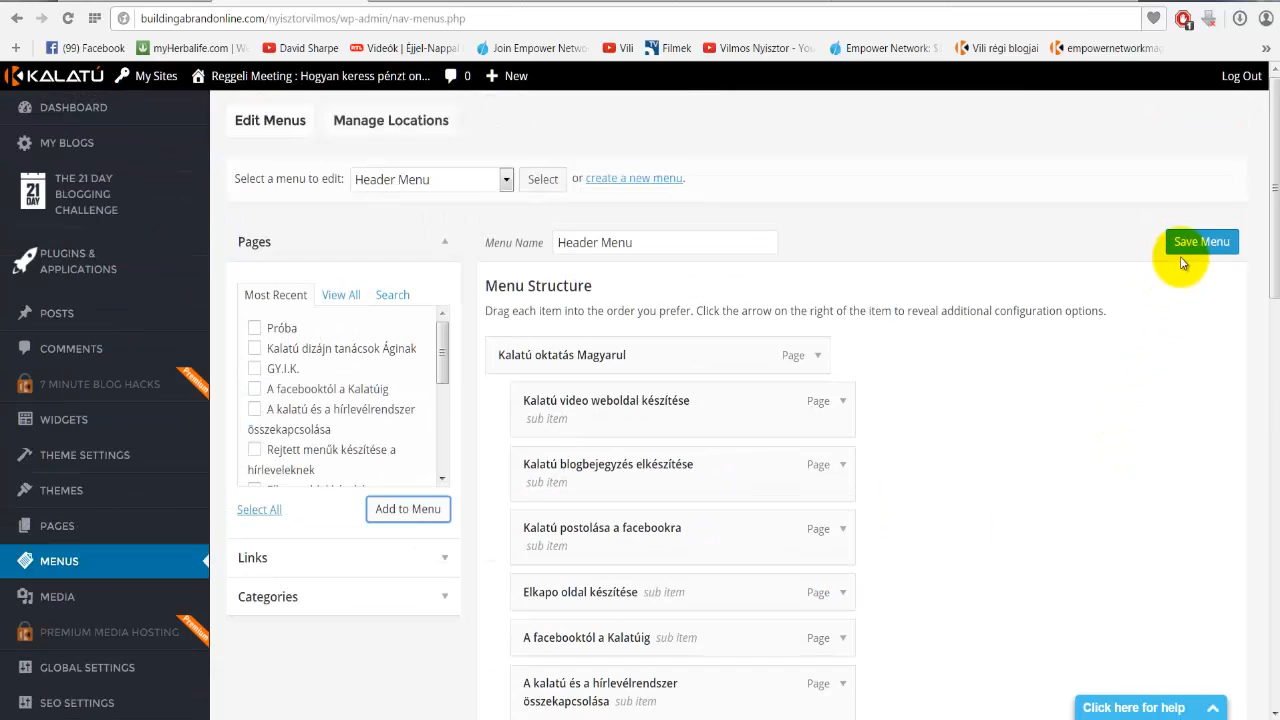 buildingabrandonline.com/nyisztorvilmos/wp-admin/nav-menus.php
(99) Facebook
myHerbalife.com | We
David Sharpe
Videók | Éjjel-Nappal
Join Empower Netwo
Vili
Filmek
Vilmos Nyisztor - You
Empower Network: S
Vili régi blogjai
empowernetworkmag
KALATÚ
My Sites
Reggeli Meeting : Hogyan keress pénzt on...
0
New
Log Out
DASHBOARD
MY BLOGS
21 DAY
THE 21 DAY
BLOGGING
CHALLENGE
PLUGINS &
APPLICATIONS
POSTS
COMMENTS
7 MINUTE BLOG HACKS
Premium
WIDGETS
THEME SETTINGS
THEMES
PAGES
MENUS
MEDIA
PREMIUM MEDIA HOSTING
Premium
GLOBAL SETTINGS
SEO SETTINGS
Edit Menus
Manage Locations
Select a menu to edit: Header Menu Select or create a new menu.
Pages
Most Recent View All Search
Próba
Kalatú dizájn tanácsok Áginak
GY.I.K.
A facebooktól a Kalatúig
A kalatú és a hírlevélrendszer
összekapcsolása
Rejtett menűk készítése a
hírleveleknek
Select All
Add to Menu
Links
Categories
Menu Name Header Menu
Save Menu
Menu Structure
Drag each item into the order you prefer. Click the arrow on the right of the item to reveal additional configuration options.
Kalatú oktatás Magyarul Page
Kalatú video weboldal készítése Page
sub item
Kalatú blogbejegyzés elkészítése Page
sub item
Kalatú postolása a facebookra Page
sub item
Elkapo oldal készítése sub item Page
A facebooktól a Kalatúig sub item Page
A kalatú és a hírlevélrendszer Page
összekapcsolása sub item
Click here for help